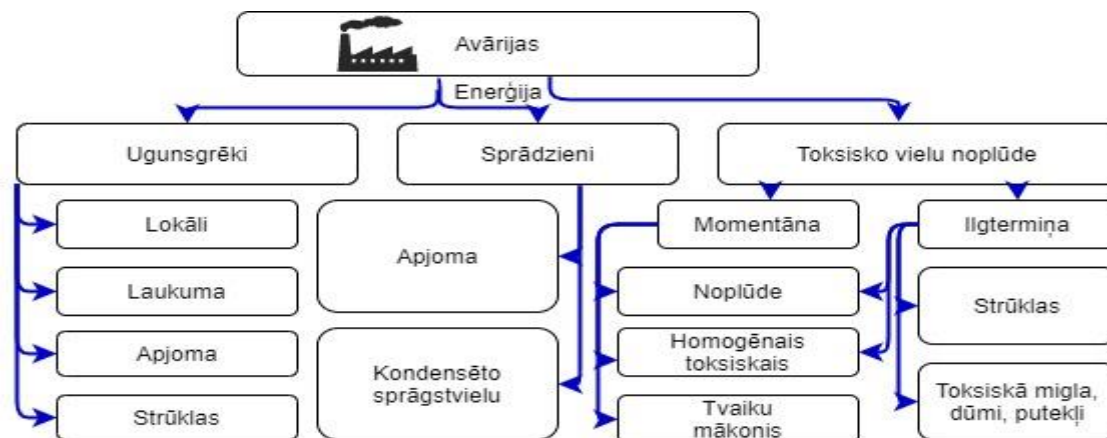 Avārijas
Enerģija
Ugunsgrēki
Sprādzieni
Toksisko vielu noplūde
Lokāli
Laukuma
Apjoma
Strūklas
Apjoma
Kondensēto
sprāgstvielu
Momentāna
Noplūde
Homogēnais
toksiskais
Tvaiku
mākonis
Ilgtermiņa
Strūklas
Toksiskā migla,
dūmi, putekļi